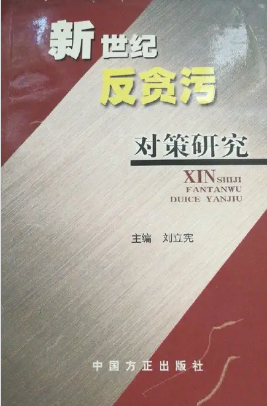 新世纪
反贪污
对策研究
XIN SHIJI
FANTANWU
DUICE YANJIU
主编 刘立宪
中国方正出版社